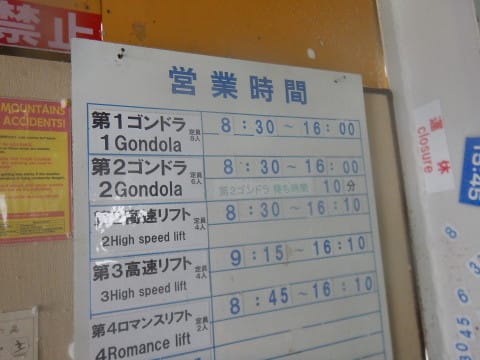 禁止
MOUNTAINS
ACCIDENTS!
営業時間
第1ゴンドラ 定員8人 8:30~16:00
1Gondola
第2ゴンドラ 定員6人 8:30~16:00
2Gondola 第2ゴンドラ 待ち時間 10分
第2高速リフト 定員4人 8:30~16:10
2High speed lift
第3高速リフト 定員4人 9:15~16:10
3High speed lift
第4ロマンスリフト 定員2人 8:45~16:10
4Romance lift
運休
closure